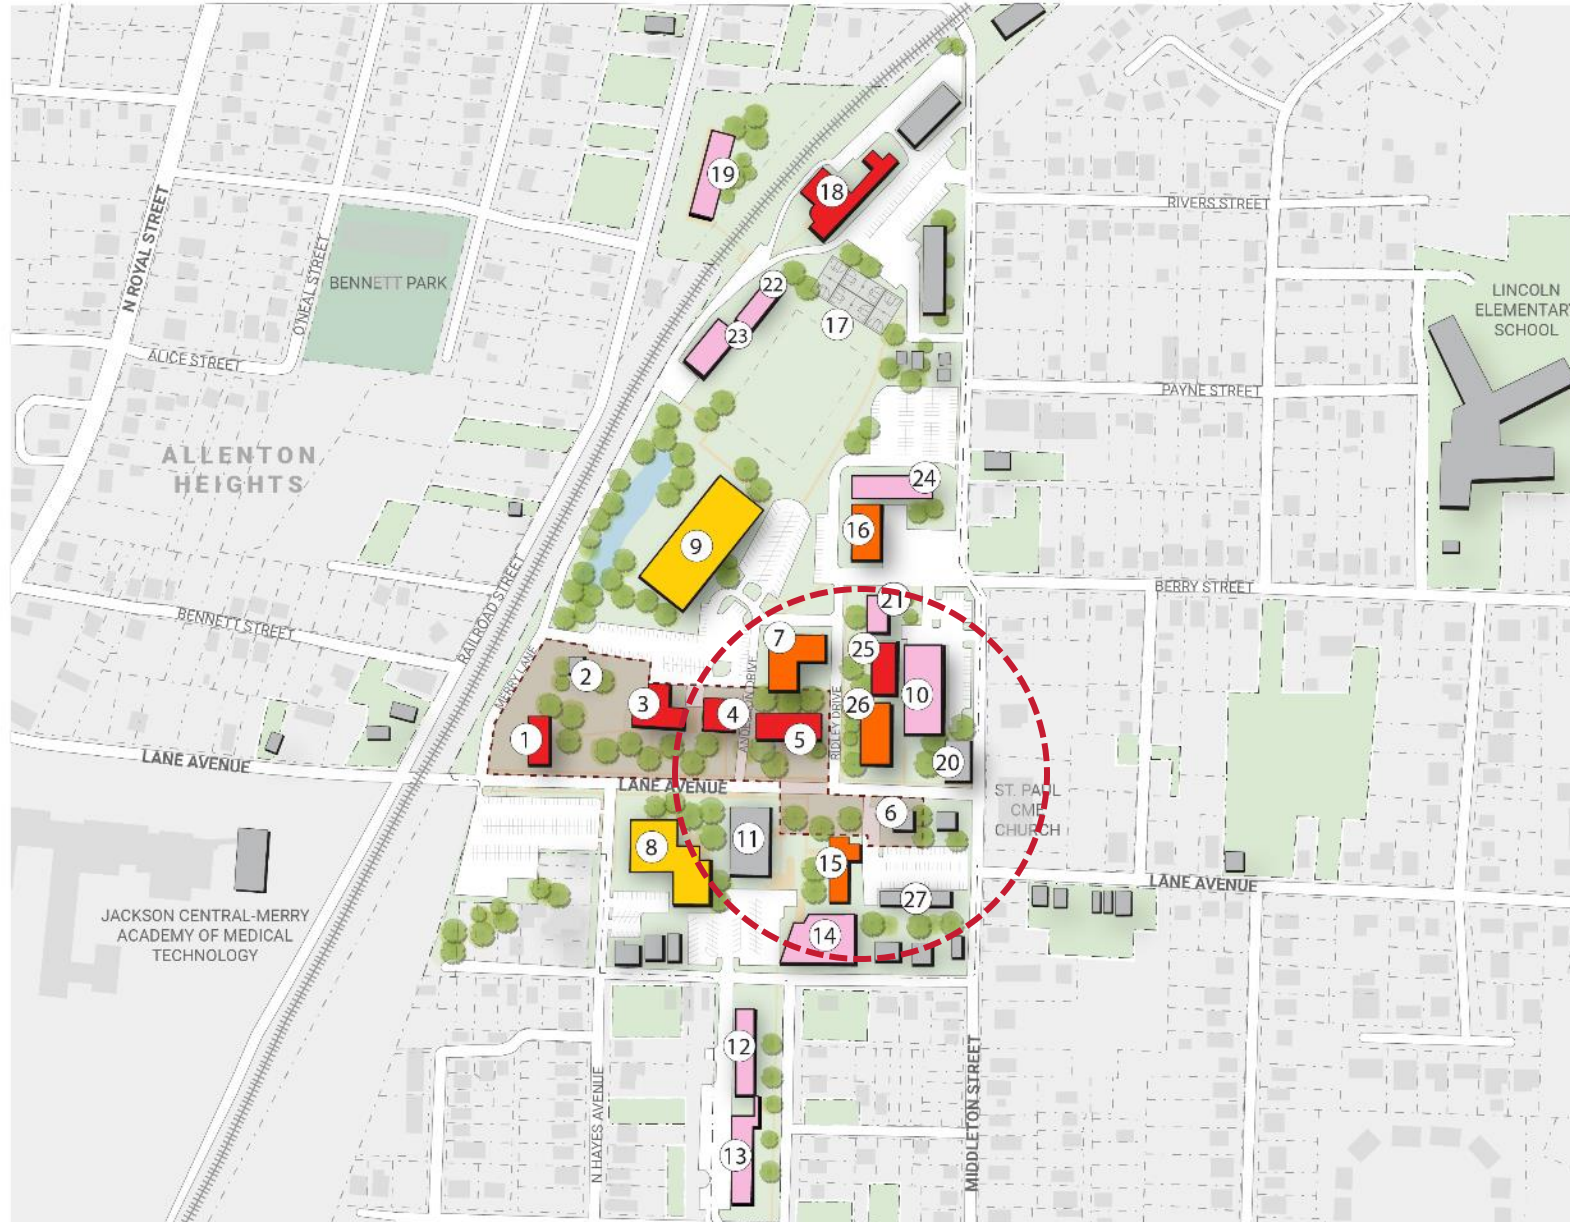 19
18
RIVERS STREET
N ROYAL STREET
O'NEAL STREET
BENNETT PARK
22
17
23
LINCOLN
ELEMENTARY
SCHOOL
ALICE STREET
PAYNE STREET
ALLENTON
HEIGHTS
24
16
9
BERRY STREET
BENNETT STREET
RAILROAD STREET
21
7
25
MERRY LANE
2
10
3
4
26
RIDLEY DRIVE
1
5
20
LANE AVENUE
LANE AVENUE
6
ST. PAUL
CME
CHURCH
8
11
15
LANE AVENUE
27
JACKSON CENTRAL-MERRY
ACADEMY OF MEDICAL
TECHNOLOGY
14
12
N HAYES AVENUE
MIDDLETON STREET
13